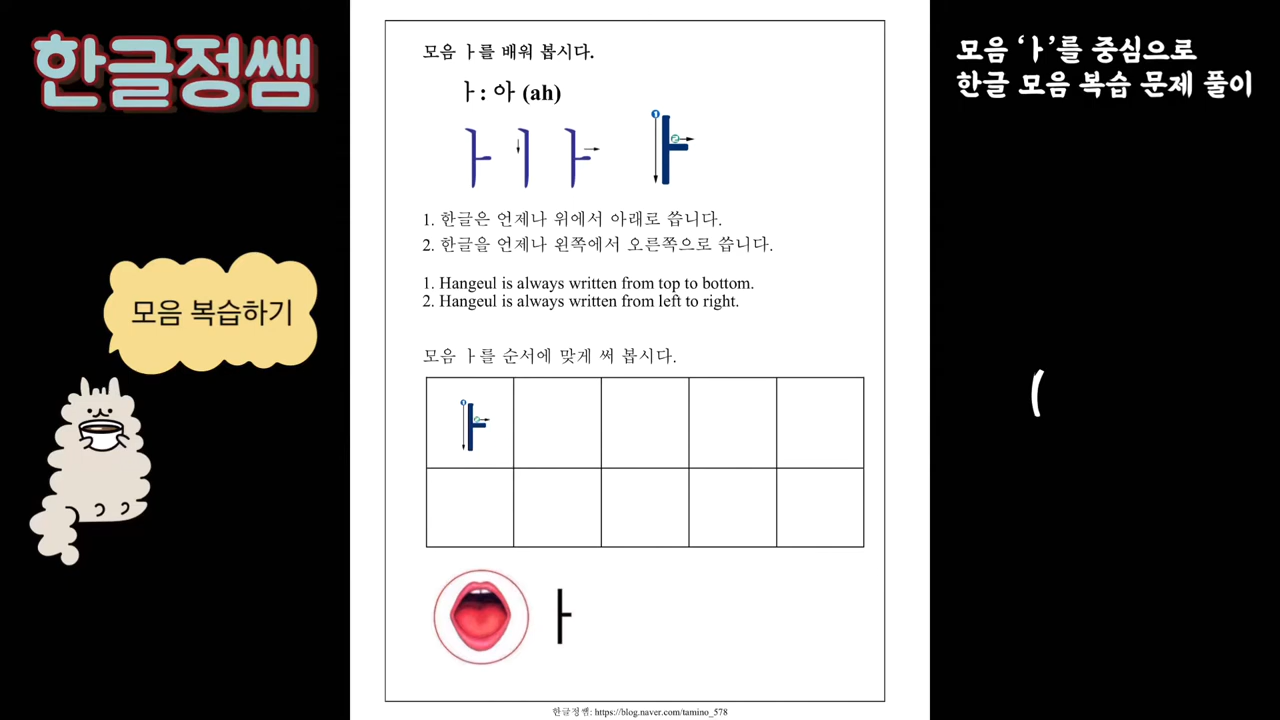 한글정쌤
모음 'ㅏ'를 중심으로
한글 모음 복습 문제 풀이
모음 복습하기
모음 ㅏ를 배워 봅시다.
ㅏ: 아 (ah)
ㅏ ㅣ ㅏ ㅏ
1. 한글은 언제나 위에서 아래로 씁니다.
2. 한글을 언제나 왼쪽에서 오른쪽으로 씁니다.
1. Hangeul is always written from top to bottom.
2. Hangeul is always written from left to right.
모음 ㅏ를 순서에 맞게 써 봅시다.
ㅏ
ㅏ
(
한글정쌤: https://blog.naver.com/tamino_578